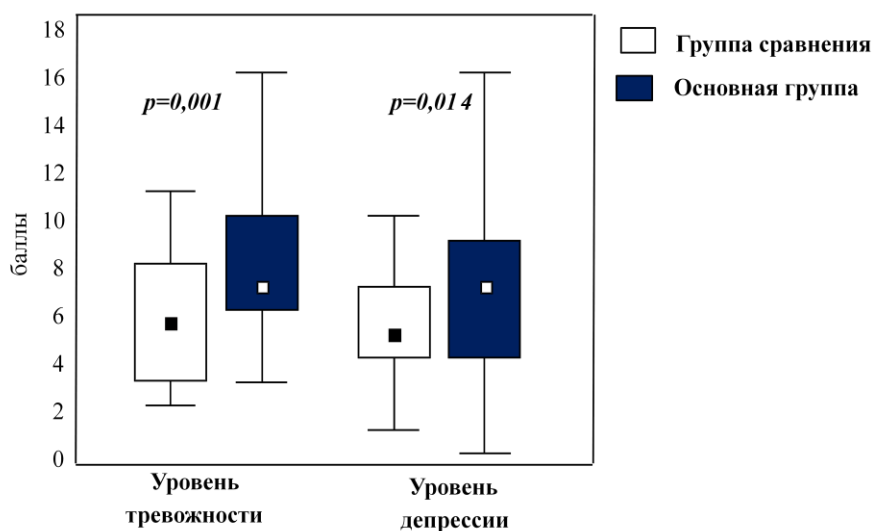 18
16
14
12
10
8
6
4
2
0
баллы
p=0,001
p=0,014
Группа сравнения
Основная группа
Уровень
тревожности
Уровень
депрессии